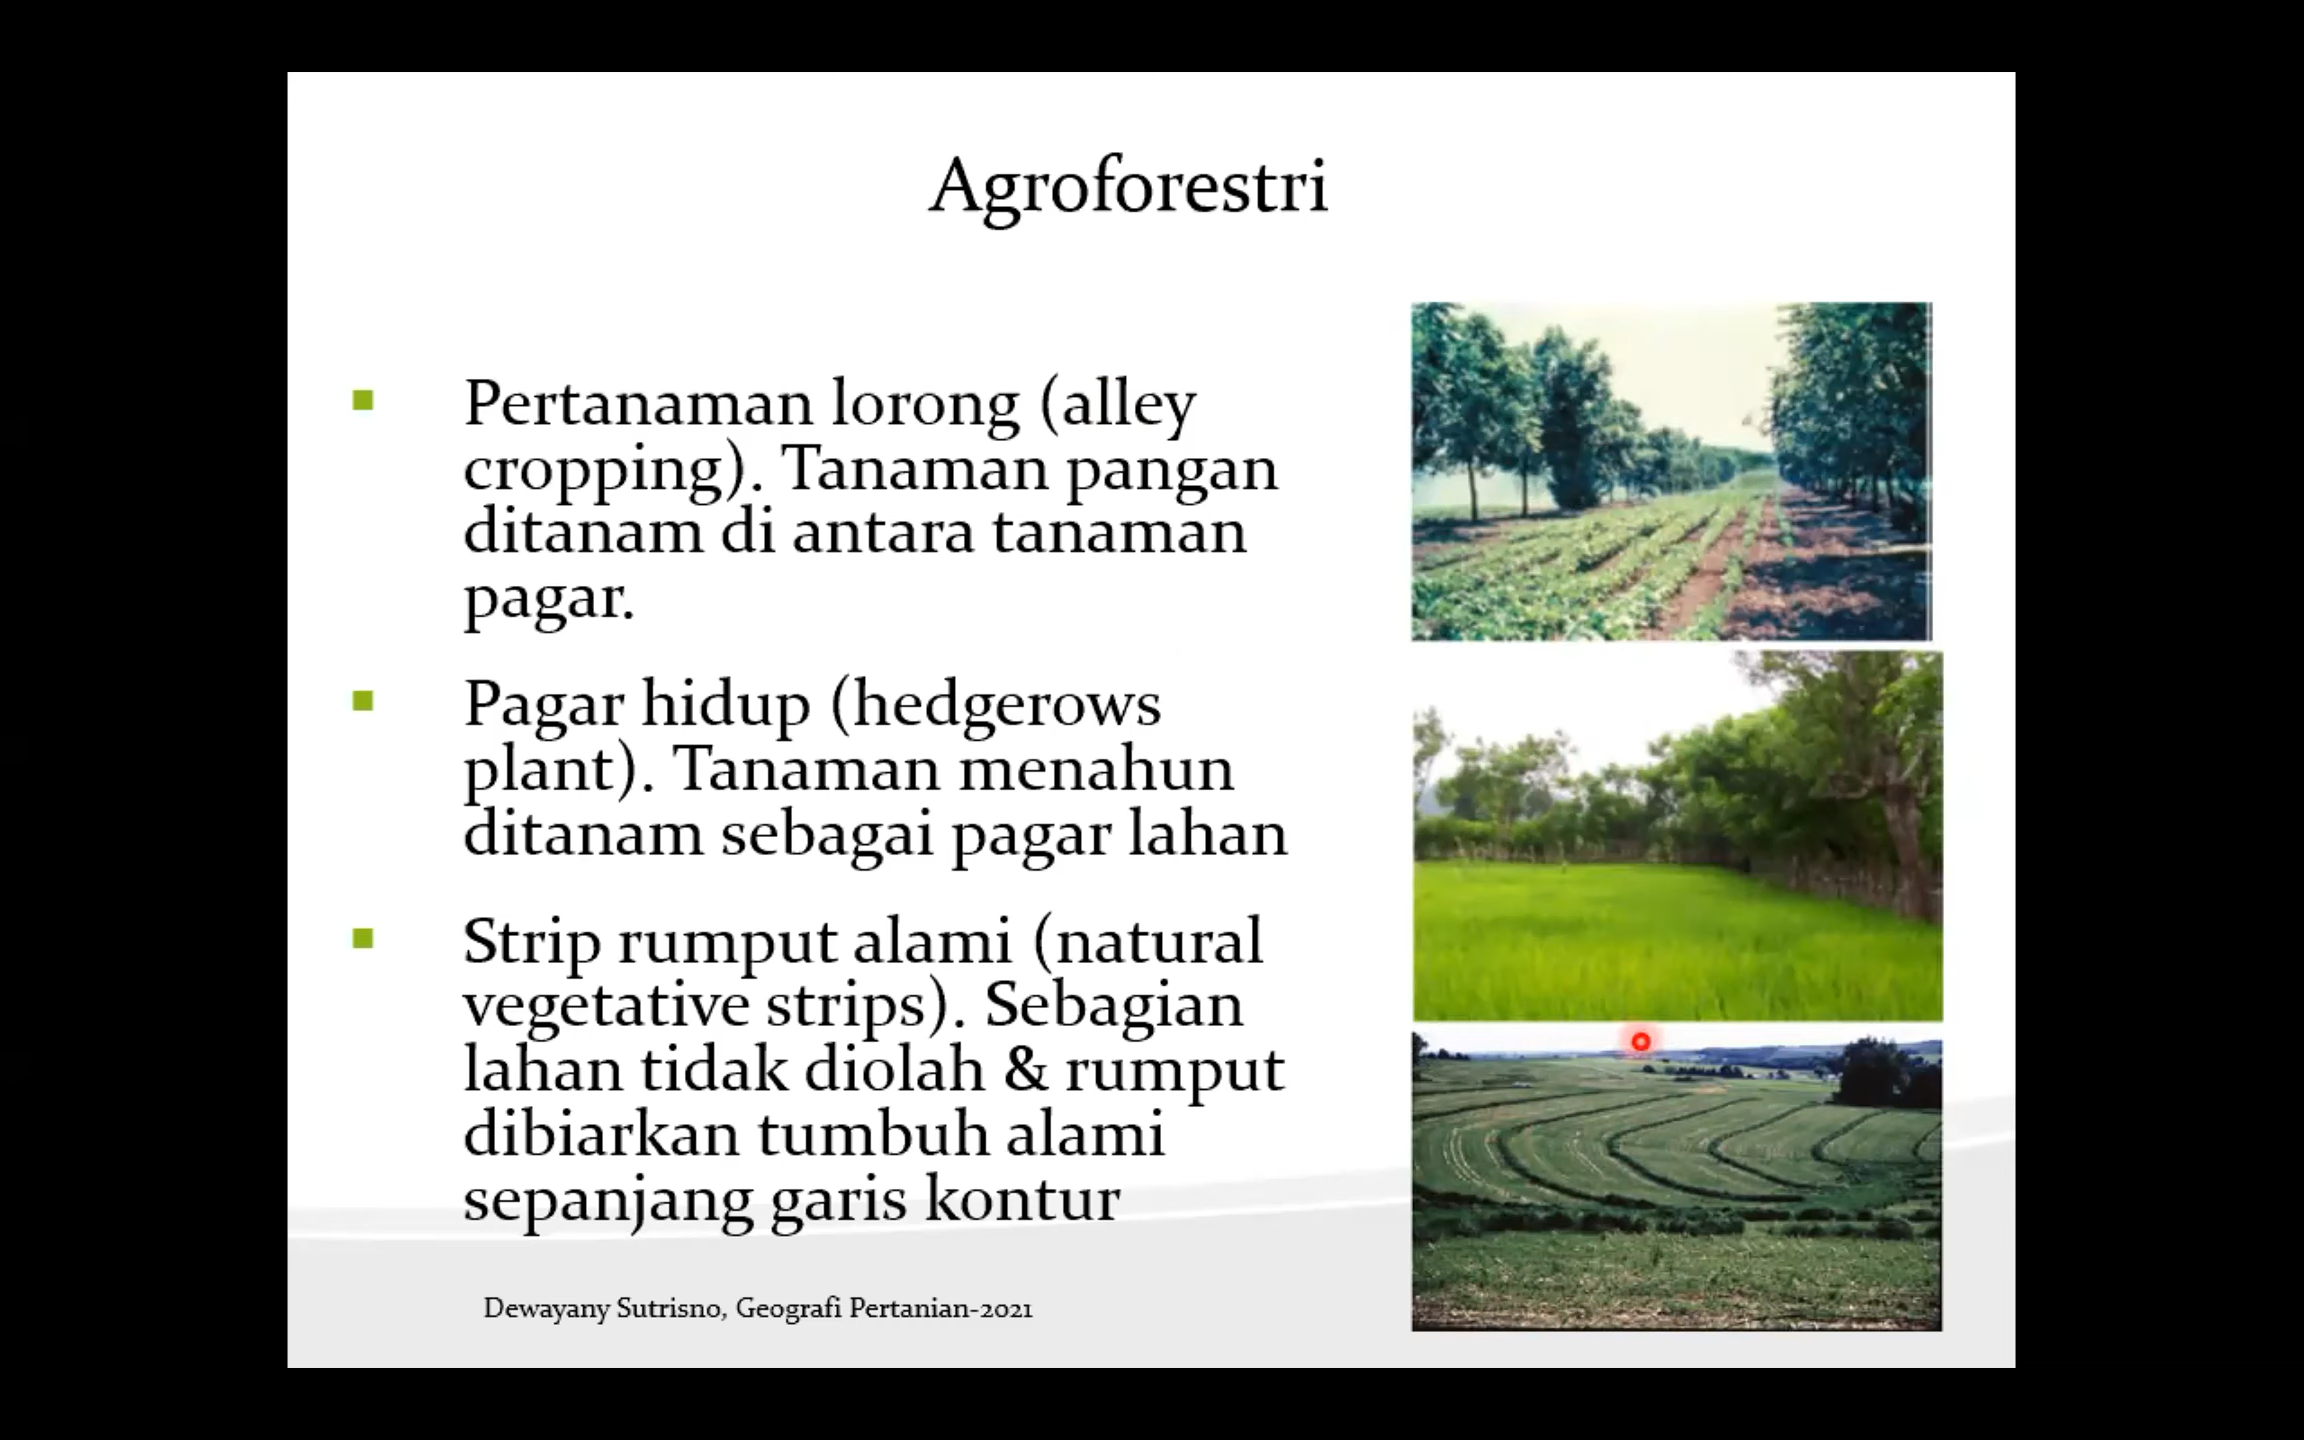 Agroforestri
Pertanaman lorong (alley
cropping). Tanaman pangan
ditanam di antara tanaman
pagar.
Pagar hidup (hedgerows
plant). Tanaman menahun
ditanam sebagai pagar lahan
Strip rumput alami (natural
vegetative strips). Sebagian
lahan tidak diolah & rumput
dibiarkan tumbuh alami
sepanjang garis kontur
Dewayany Sutrisno, Geografi Pertanian-2021